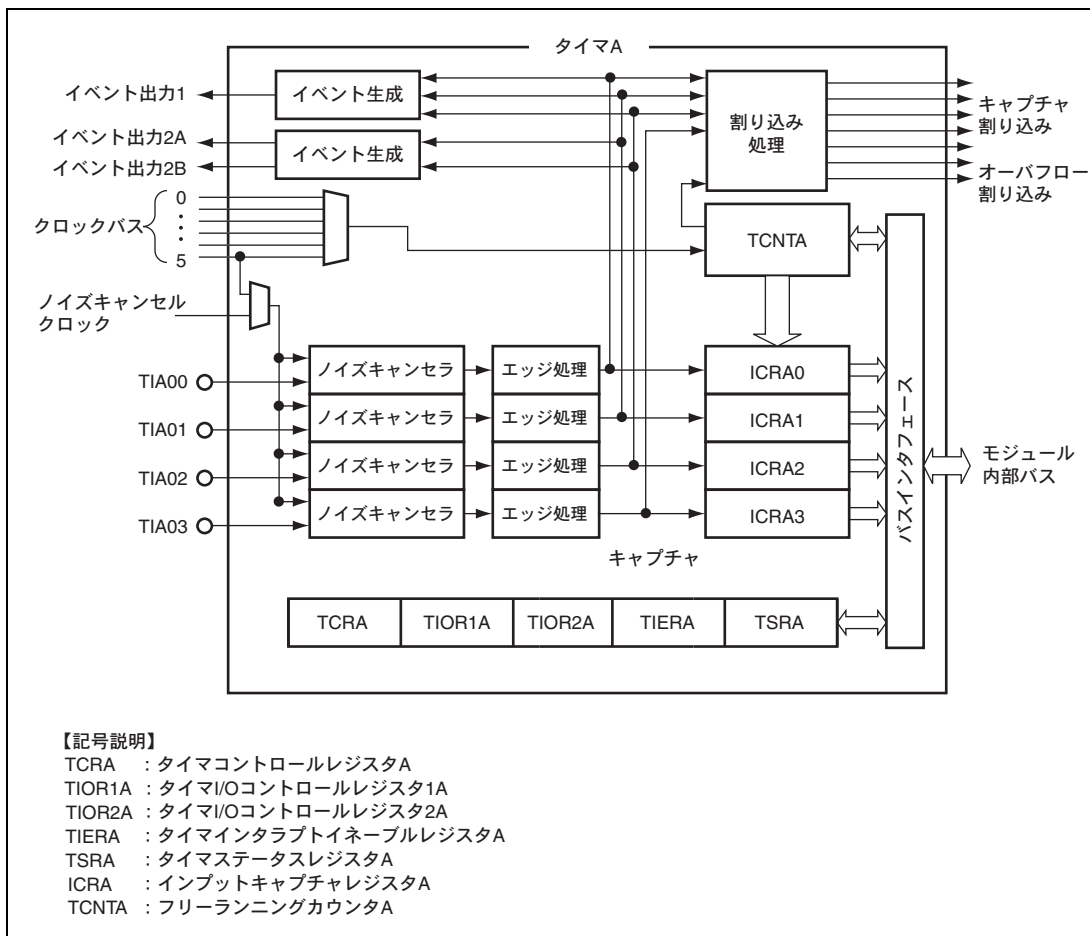 タイマA
イベント出力1
イベント生成
イベント出力2A
イベント出力2B
イベント生成
割り込み
処理
キャプチャ
割り込み
オーバフロー
割り込み
クロックバス
0
5
TCNTA
ノイズキャンセル
クロック
TIA00
ノイズキャンセラ
エッジ処理
ICRA0
TIA01
ノイズキャンセラ
エッジ処理
ICRA1
TIA02
ノイズキャンセラ
エッジ処理
ICRA2
TIA03
ノイズキャンセラ
エッジ処理
ICRA3
キャプチャ
バスインタフェース
モジュール
内部バス
TCRA
TIOR1A
TIOR2A
TIERA
TSRA
【記号説明】
TCRA : タイマコントロールレジスタA
TIOR1A : タイマI/Oコントロールレジスタ1A
TIOR2A : タイマI/Oコントロールレジスタ2A
TIERA : タイマインタラプトイネーブルレジスタA
TSRA : タイマステータスレジスタA
ICRA : インプットキャプチャレジスタA
TCNTA : フリーランニングカウンタA